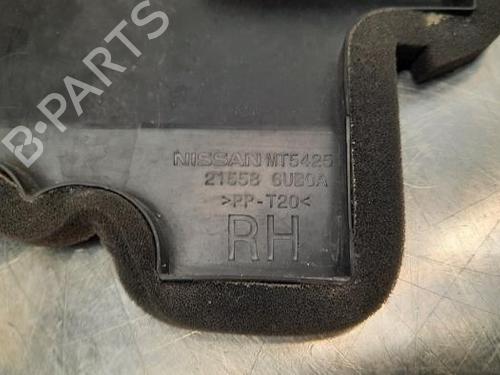 NISSAN MT5425
21558 6UB0A
>PP-T20<
RH
B-PARTS